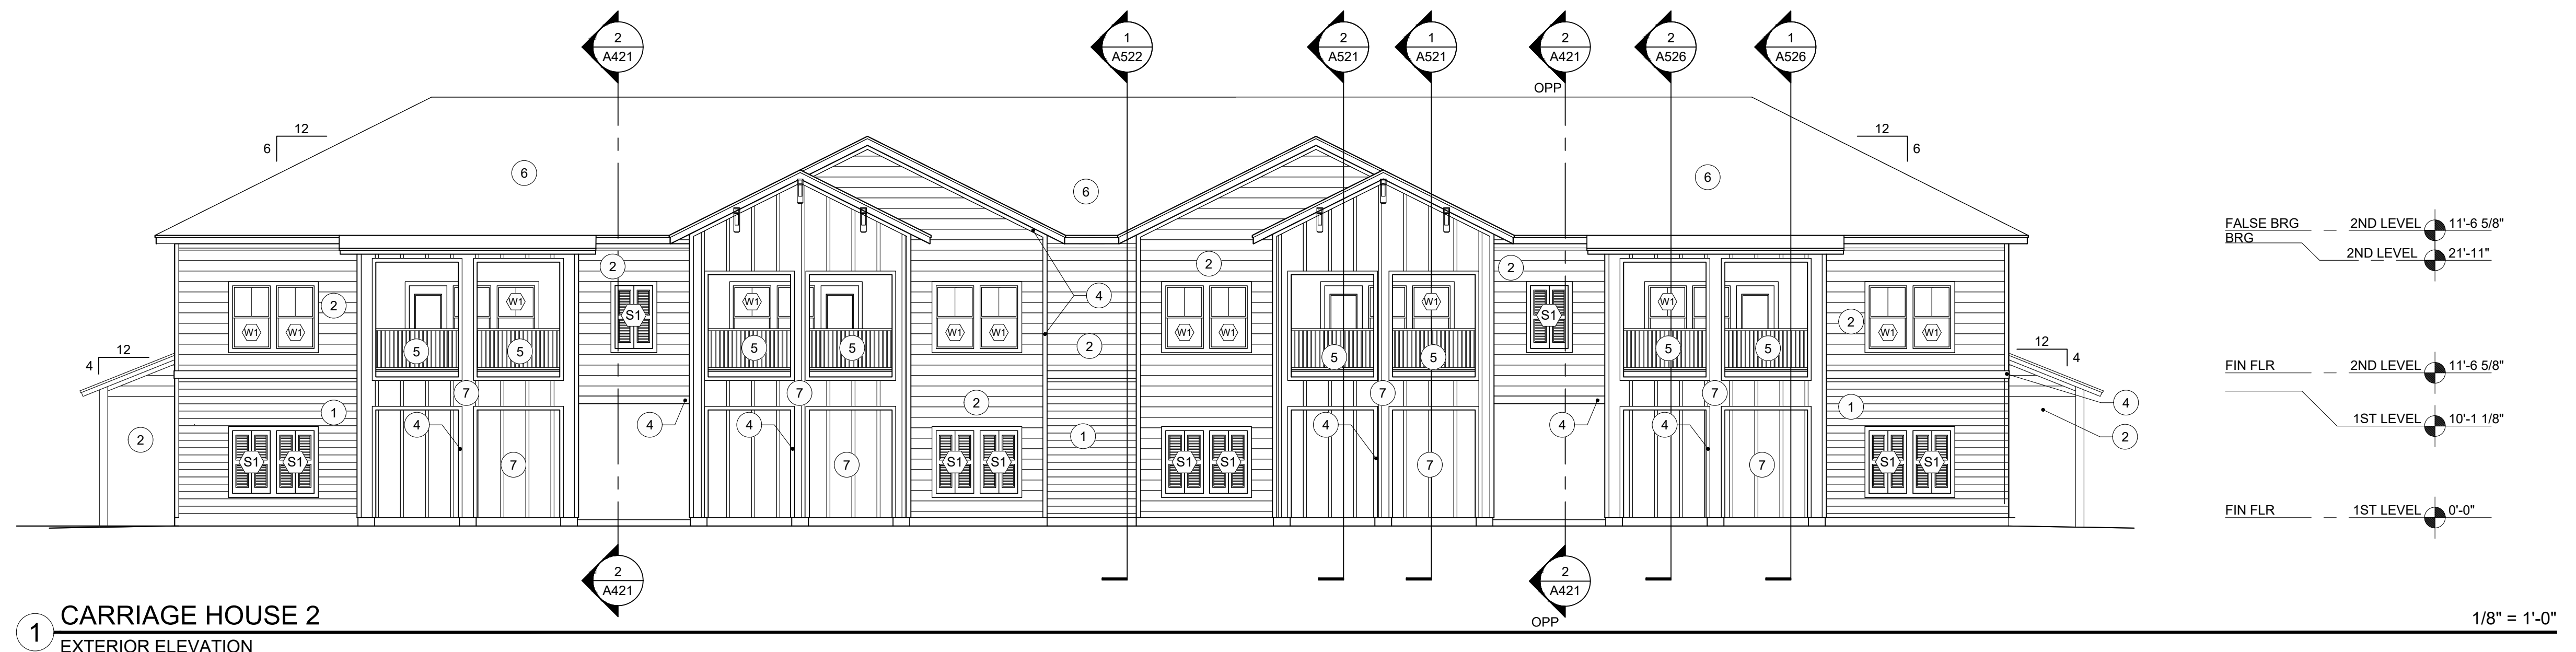 2 1 2 1 2 2 1
A421 A522 A521 A521 A421 A526 A526
OPP
12 12
6 6
6 6 6
FALSE BRG 2ND LEVEL 11'-6 5/8"
BRG
2ND LEVEL 21'-11"
2 2 2
2 W1 W1 4 W1 W1 2
W1 W1 S1 W1 W1 W1 W1 S1 W1 W1
12 5 5 5 5 2 5 5 5 5 12
4 4
FIN FLR 2ND LEVEL 11'-6 5/8"
7 7 7 7
1 2 1 4
4 4 4 4 4 4
1ST LEVEL 10'-1 1/8"
2 1 2
S1 S1 7 7 S1 S1 S1 S1 7 7 S1 S1
FIN FLR 1ST LEVEL 0'-0"
2 2
A421 A421
OPP
1 CARRIAGE HOUSE 2 1/8" = 1'-0"
EXTERIOR ELEVATION